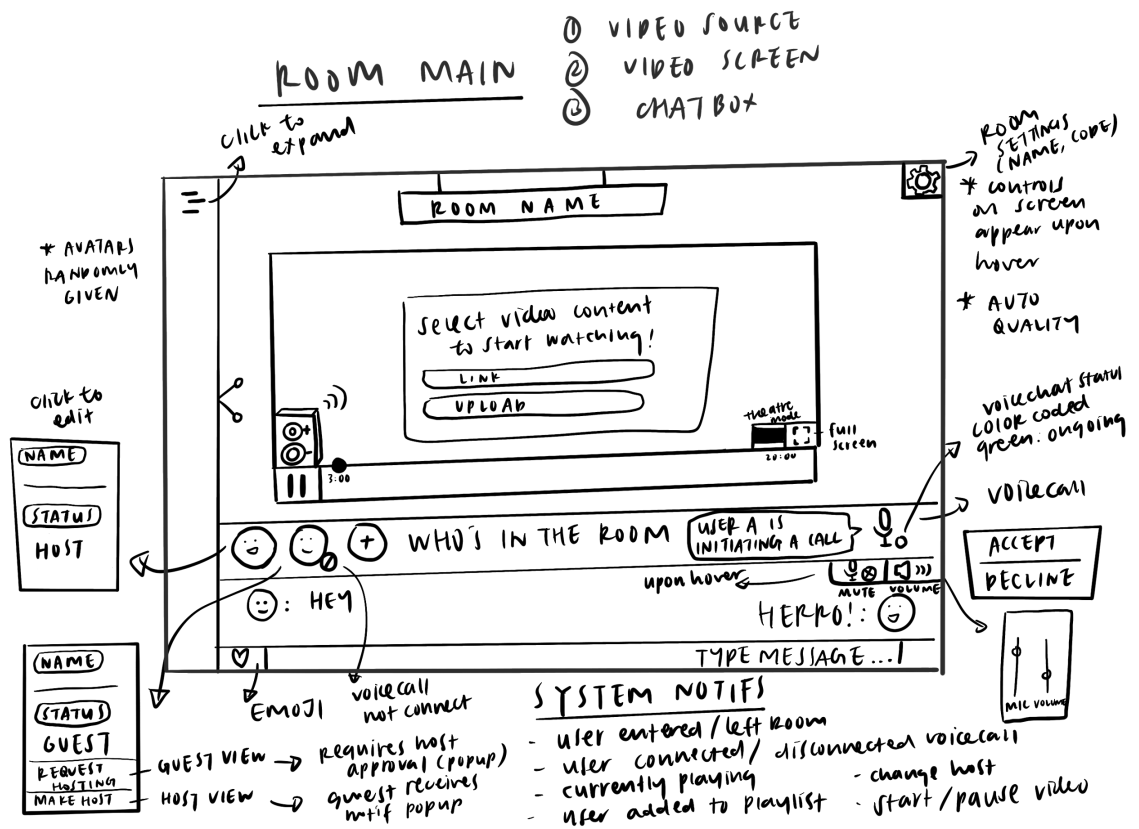 ROOM MAIN
① VIDEO SOURCE
② VIDEO SCREEN
③ CHATBOX
click to
expand
ROOM
SETTINGS
(NAME, CODE)
* controls
on screen
appear upon
hover
* AUTO
QUALITY
* AVATARS
RANDOMLY
GIVEN
ROOM NAME
select video content
to start watching!
LINK
UPLOAD
theatre
mode
full
screen
3:00
20:00
click to
edit
NAME
STATUS
HOST
voicechat status
color coded
green: ongoing
voicecall
WHO'S IN THE ROOM
USER A IS
INITIATING A CALL
ACCEPT
DECLINE
upon hover
MUTE
VOLUME
: HEY
HERRO! :
TYPE MESSAGE...
MIC VOLUME
EMOJI
voicecall
not connect
NAME
STATUS
GUEST
REQUEST
HOSTING
MAKE HOST
GUEST VIEW
requires host
approval (popup)
HOST VIEW
guest receives
notif popup
SYSTEM NOTIFS
- user entered/left room
- user connected/disconnected voicecall
- currently playing
- user added to playlist
- change host
- start/pause video